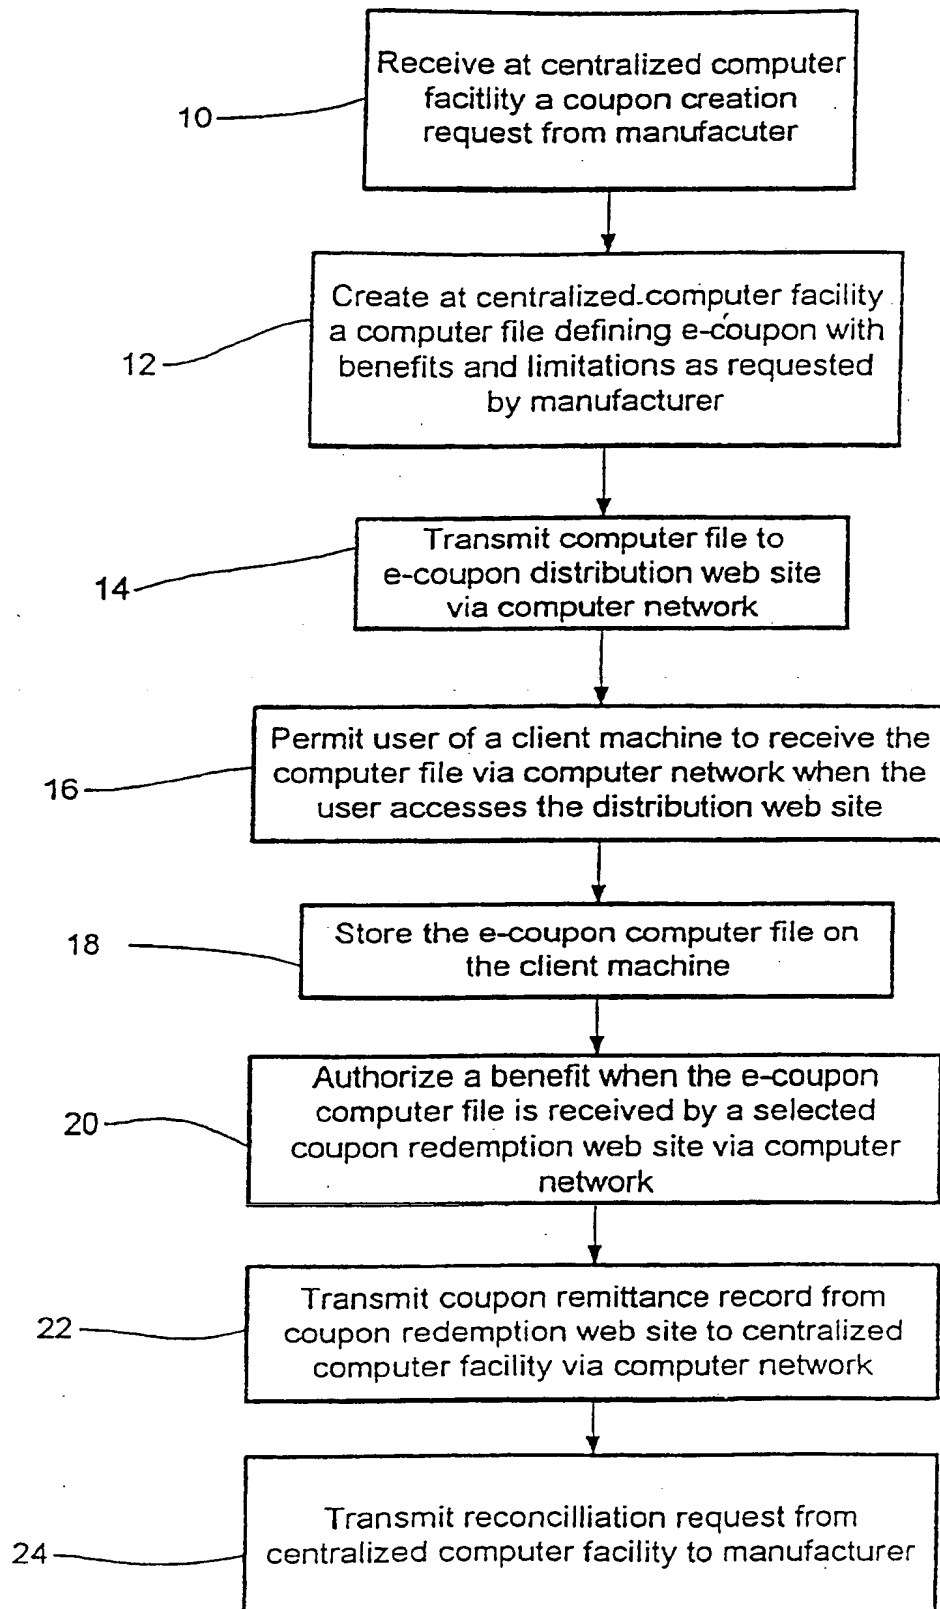 Receive at centralized computer
facitlity a coupon creation
request from manufacuter
10
Create at centralized computer facility
a computer file defining e-coupon with
benefits and limitations as requested
by manufacturer
12
Transmit computer file to
e-coupon distribution web site
via computer network
14
Permit user of a client machine to receive the
computer file via computer network when the
user accesses the distribution web site
16
Store the e-coupon computer file on
the client machine
18
Authorize a benefit when the e-coupon
computer file is received by a selected
coupon redemption web site via computer
network
20
Transmit coupon remittance record from
coupon redemption web site to centralized
computer facility via computer network
22
Transmit reconcilliation request from
centralized computer facility to manufacturer
24